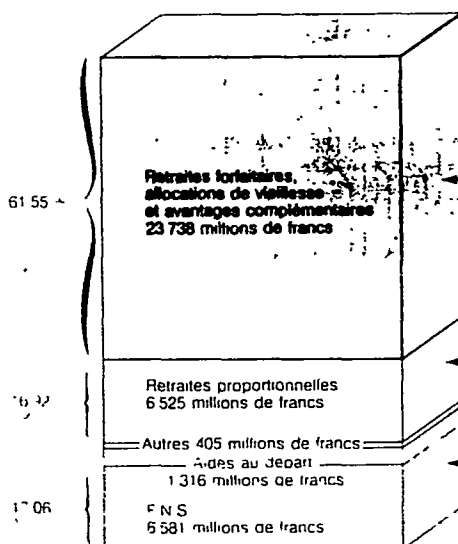 Retraites forfaitaires,
allocations de vieillesse
et avantages complémentaires
23 738 millions de francs
61 55
Retraites proportionnelles
6 525 millions de francs
Autres 405 millions de francs
Aides au départ
1 316 millions de francs
17 06
F N S
6 581 millions de francs